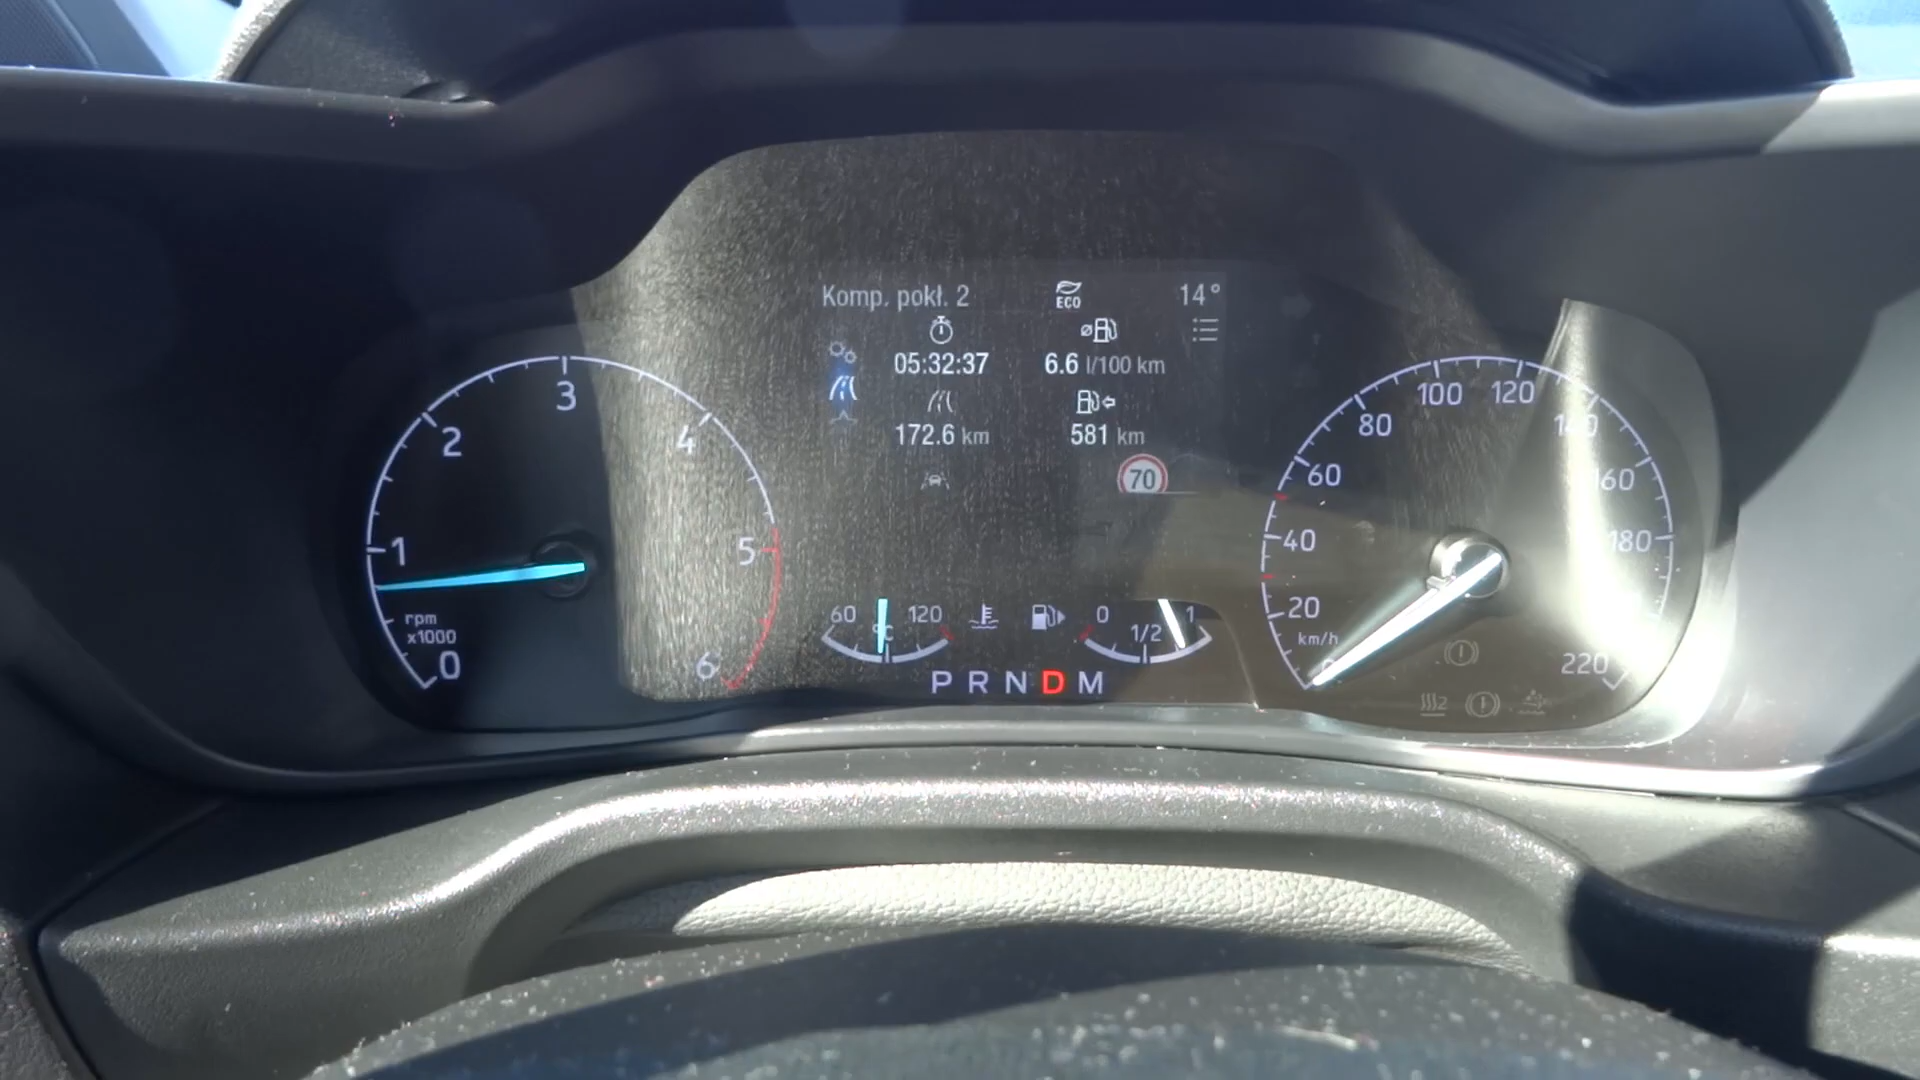 Komp. pokł. 2
ECO
14°
05:32:37
6.6 l/100 km
172.6 km
581 km
70
0
1
2
3
4
5
6
rpm
x1000
60
120
°C
0
1/2
1
P R N D M
0
20
40
60
80
100
120
140
160
180
220
km/h